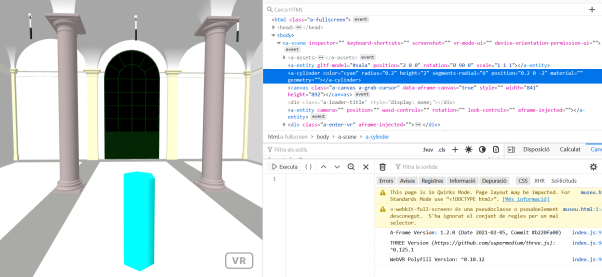 Cerca HTML
<html class="a-fullscreen"> event
<head> ⋯ </head>
<body>
<a-scene inspector="" keyboard-shortcuts="" screenshot="" vr-mode-ui="" device-orientation-permission-ui="">
event
<a-assets> ⋯ </a-assets>
<a-entity gltf-model="#sala" position="2 0 0" rotation="0 90 0" scale="1 1 1"></a-entity>
<a-cylinder color="cyan" radius="0.2" height="2" segments-radial="6" position="0.2 0 -2" material=""
geometry=""></a-cylinder>
<canvas class="a-canvas a-grab-cursor" data-aframe-canvas="true" style="" width="841"
height="892"></canvas> event
<div class="a-loader-title" style="display: none;"></div>
<a-entity camera="" position="" wasd-controls="" rotation="" look-controls="" aframe-injected=""></a-
entity> event
<div class="a-enter-vr" aframe-injected=""> ⋯ </div>
html.a-fullscreen > body > a-scene > a-cylinder
Filtra els estils :hov .cls + Disposició Calculat Can
Executa { } Filtra la sortida
Errors Avisos Registres Informació Depuració CSS XHR Sol·licituds
1
This page is in Quirks Mode. Page layout may be impacted. For museu.h
Standards Mode use "<!DOCTYPE html>". [Més informació]
«-webkit-full-screen» és una pseudoclasse o pseudoelement museu.html:1
desconegut. S'ha ignorat el conjunt de regles per un mal
selector.
A-Frame Version: 1.2.0 (Date 2021-02-05, Commit #b220fa00) index.js:9
THREE Version (https://github.com/supermedium/three.js): index.js:9
^0.125.1
WebVR Polyfill Version: ^0.10.12 index.js:9
VR